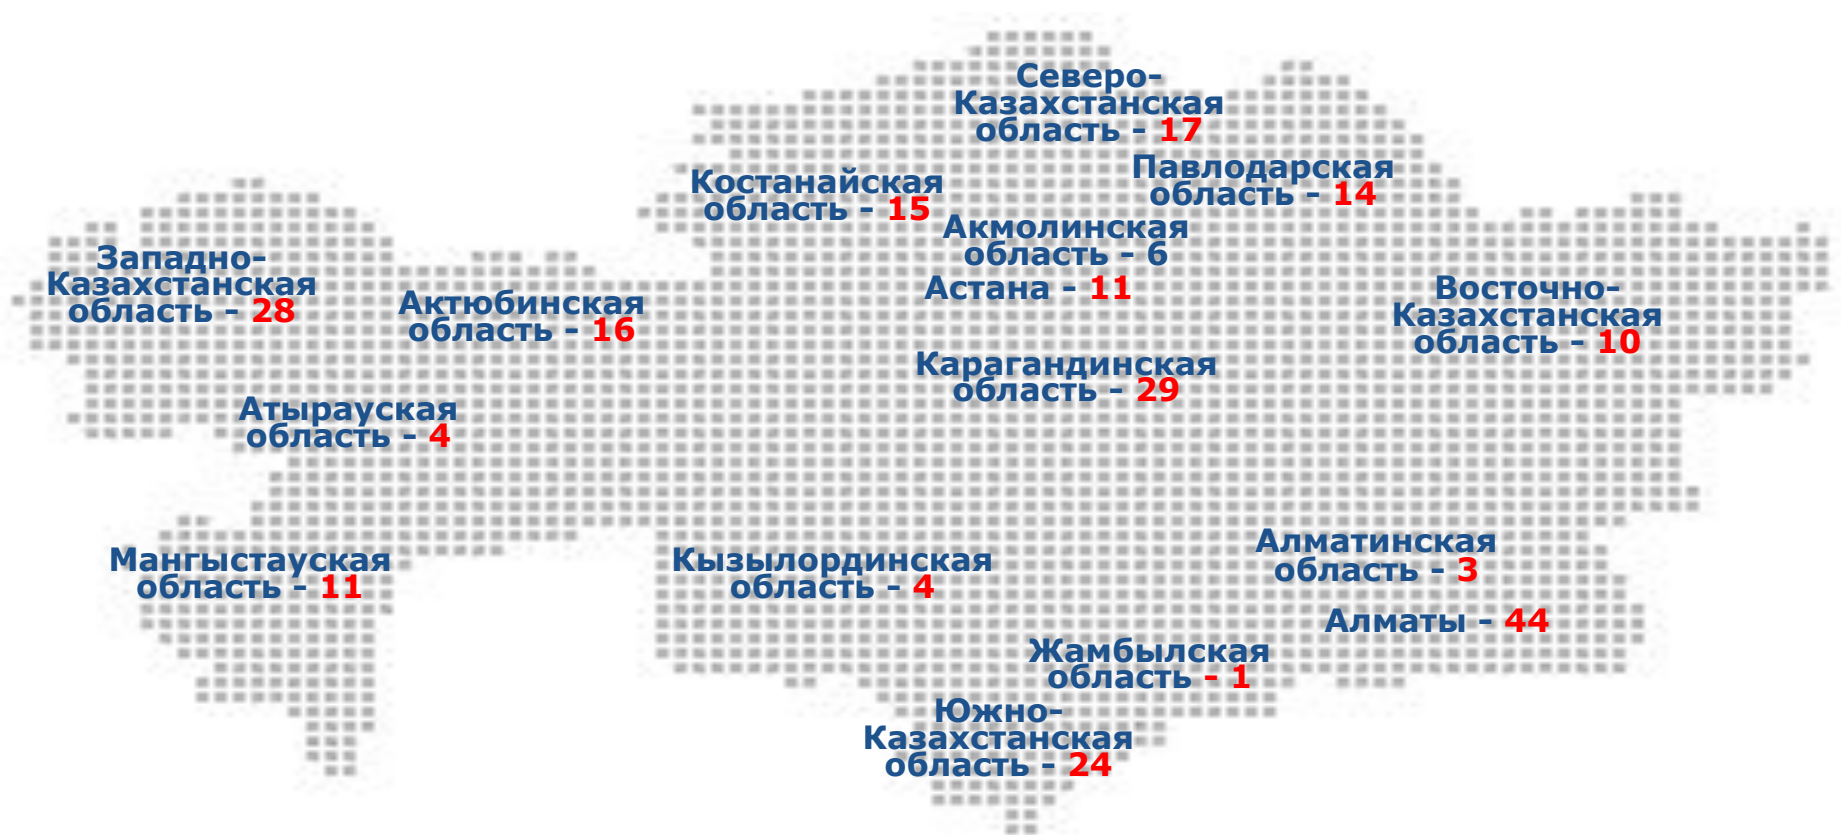 Северо-
Казахстанская
область - 17
Павлодарская
область - 14
Костанайская
область - 15
Акмолинская
область - 6
Астана - 11
Западно-
Казахстанская
область - 28
Актюбинская
область - 16
Восточно-
Казахстанская
область - 10
Карагандинская
область - 29
Атырауская
область - 4
Мангыстауская
область - 11
Кызылординская
область - 4
Алматинская
область - 3
Алматы - 44
Жамбылская
область - 1
Южно-
Казахстанская
область - 24